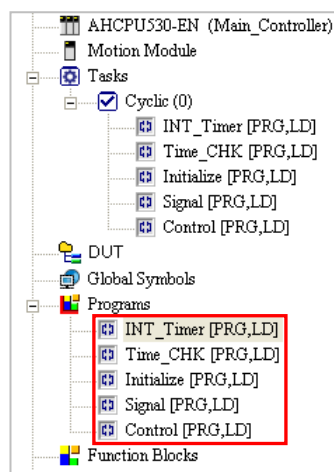 AHCPU530-EN (Main_Controller)
Motion Module
Tasks
Cyclic (0)
INT_Timer [PRG,LD]
Time_CHK [PRG,LD]
Initialize [PRG,LD]
Signal [PRG,LD]
Control [PRG,LD]
DUT
Global Symbols
Programs
INT_Timer [PRG,LD]
Time_CHK [PRG,LD]
Initialize [PRG,LD]
Signal [PRG,LD]
Control [PRG,LD]
Function Blocks